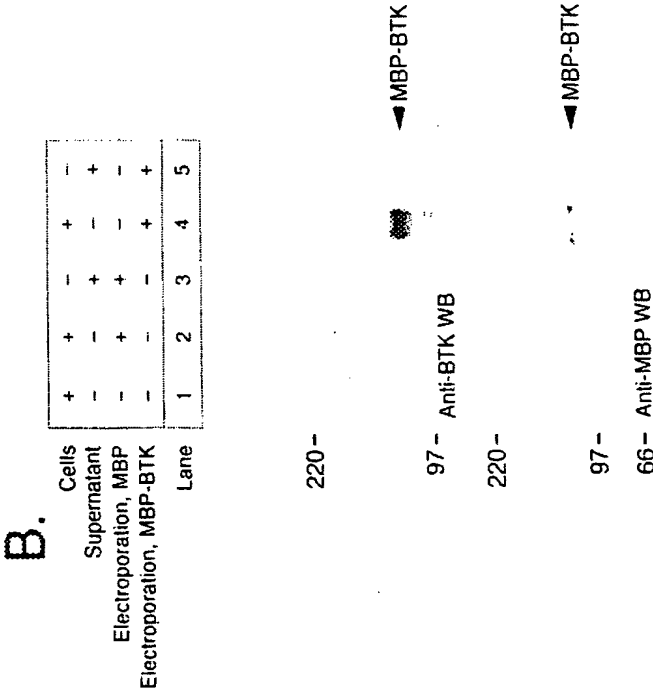 B.
Cells + + - + -
Supernatant - - + - +
Electroporation, MBP - + + - -
Electroporation, MBP-BTK - - - + +
Lane 1 2 3 4 5
220-
◀MBP-BTK
97- Anti-BTK WB
220-
◀MBP-BTK
97-
66- Anti-MBP WB